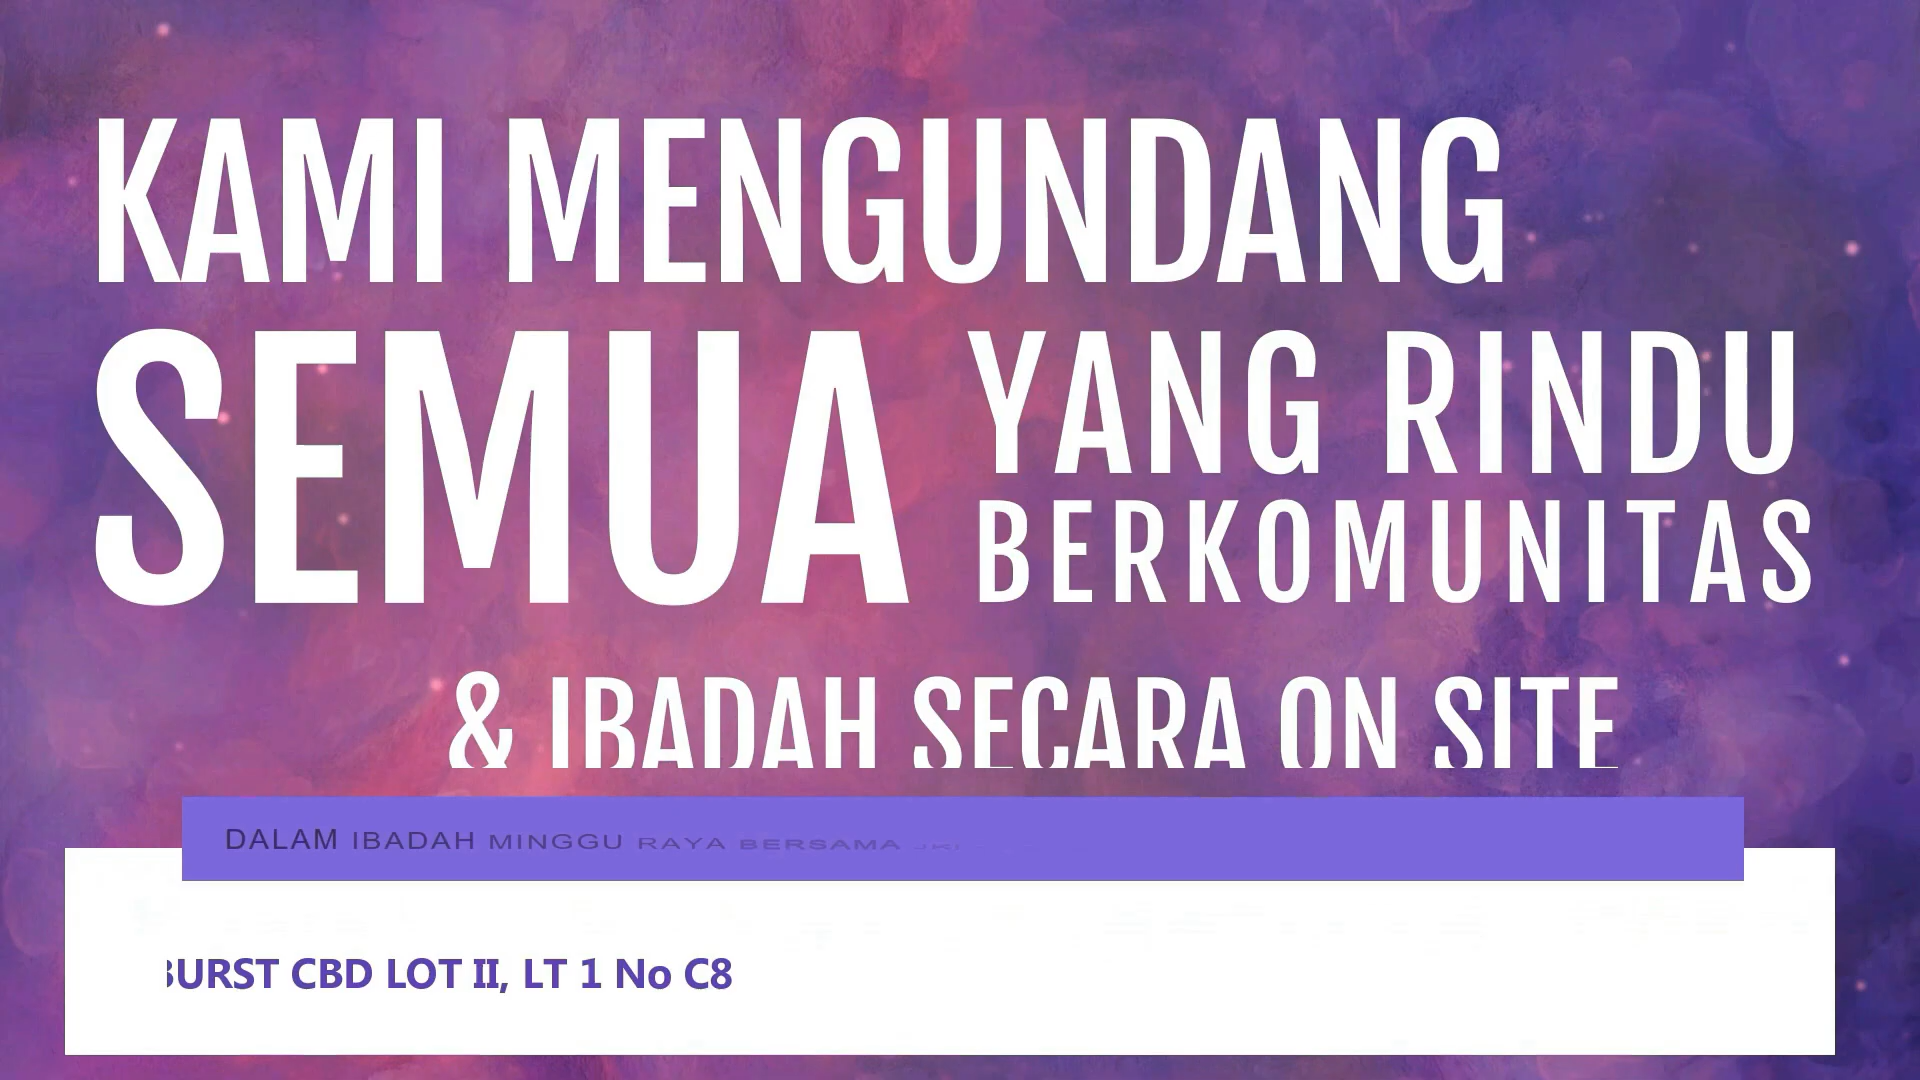 KAMI MENGUNDANG
SEMUA YANG RINDU
BERKOMUNITAS
& IBADAH SECARA ON SITE
DALAM IBADAH MINGGU RAYA BERSAMA
CBD LOT II, LT 1 No C8